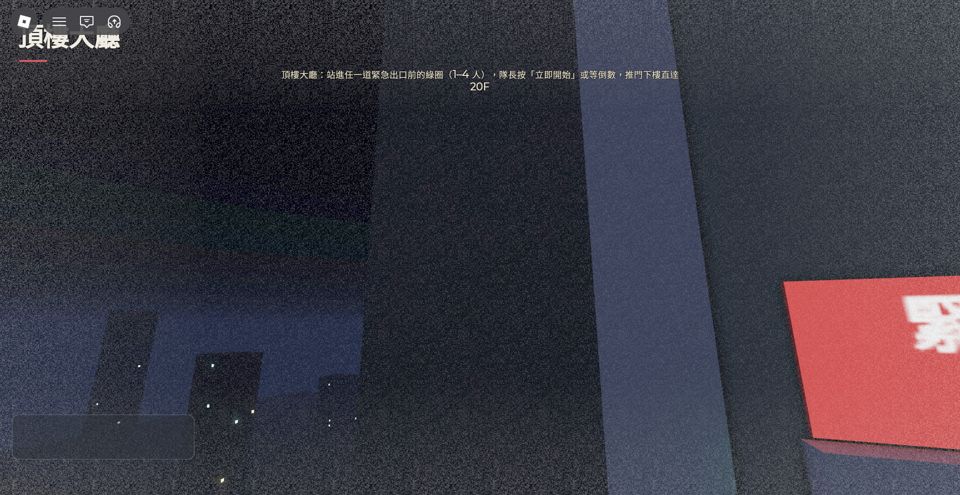 頂樓大廳
頂樓大廳：站進任一道緊急出口前的綠圈（1–4 人），隊長按「立即開始」或等倒數，推門下樓直達
20F
緊